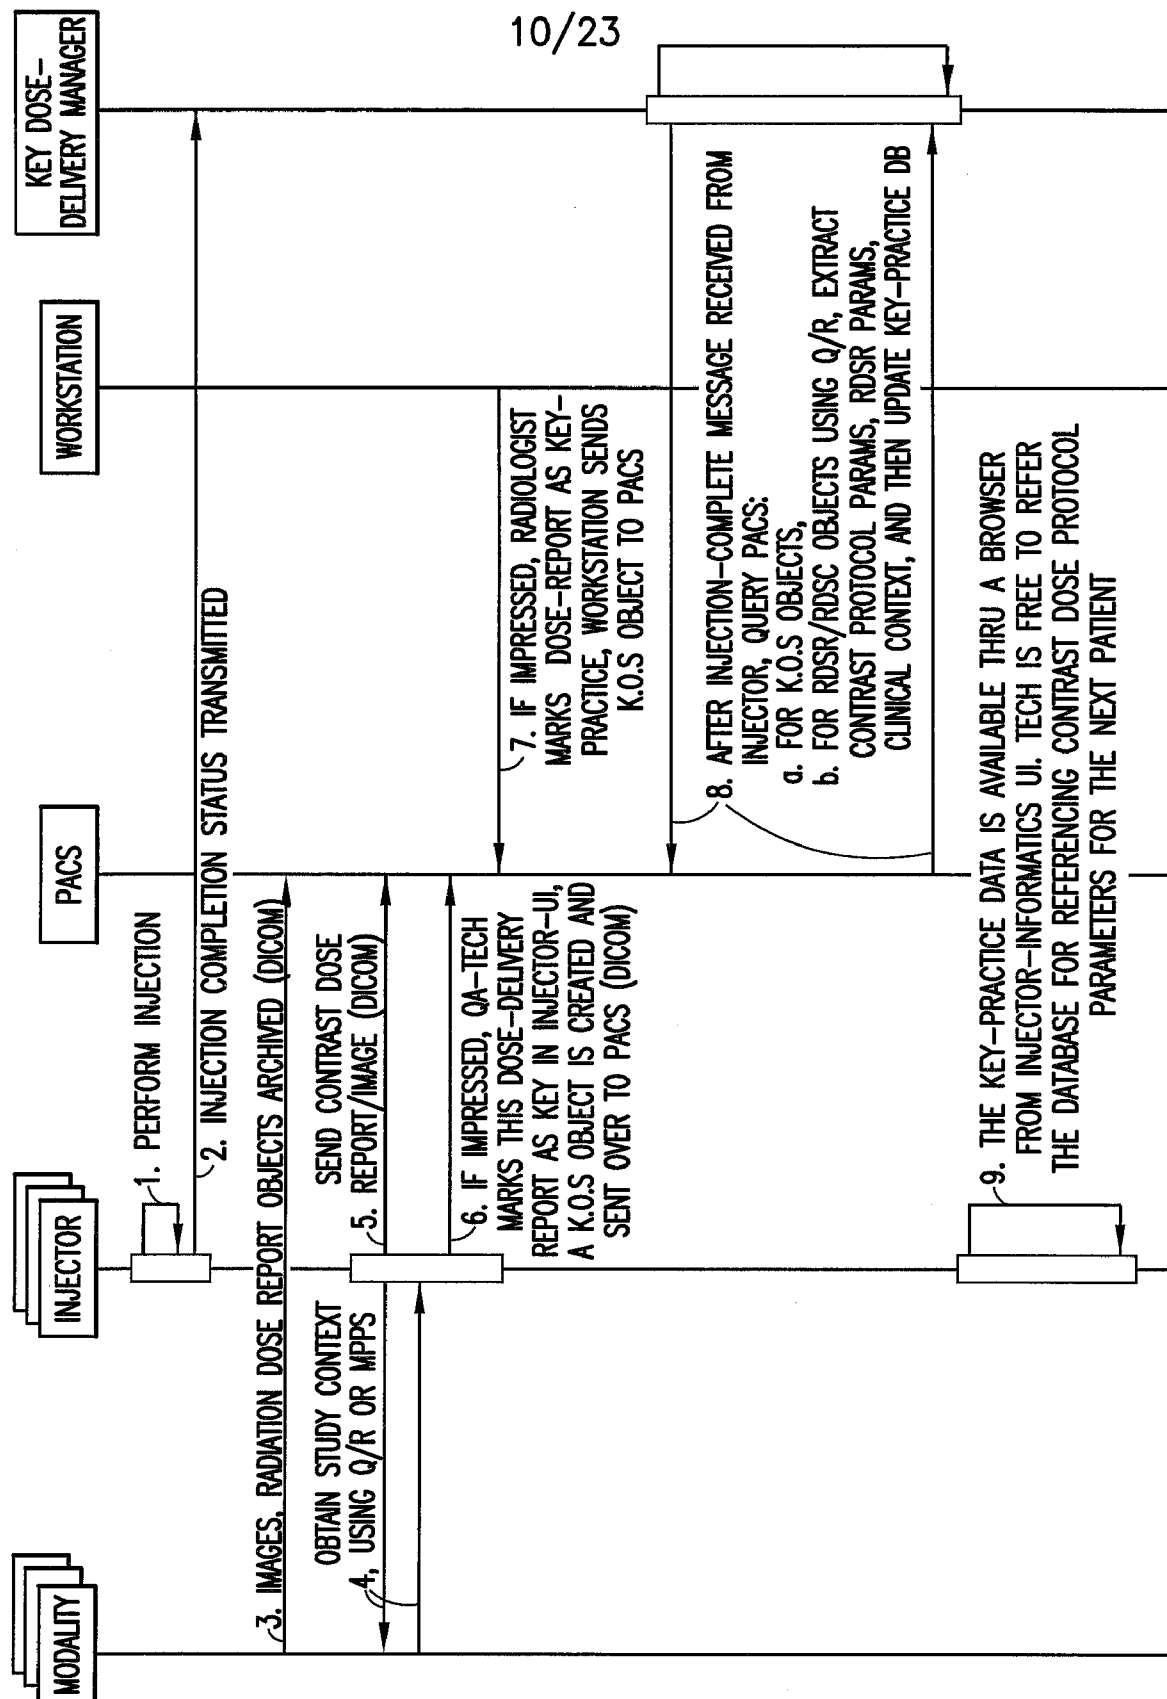 10/23
MODALITY
INJECTOR
PACS
WORKSTATION
KEY DOSE-
DELIVERY MANAGER
1. PERFORM INJECTION
2. INJECTION COMPLETION STATUS TRANSMITTED
3. IMAGES, RADIATION DOSE REPORT OBJECTS ARCHIVED (DICOM)
OBTAIN STUDY CONTEXT
4, USING Q/R OR MPPS
SEND CONTRAST DOSE
5. REPORT/IMAGE (DICOM)
6. IF IMPRESSED, QA-TECH
MARKS THIS DOSE-DELIVERY
REPORT AS KEY IN INJECTOR-UI,
A K.O.S OBJECT IS CREATED AND
SENT OVER TO PACS (DICOM)
7. IF IMPRESSED, RADIOLOGIST
MARKS DOSE-REPORT AS KEY-
PRACTICE, WORKSTATION SENDS
K.O.S OBJECT TO PACS
8. AFTER INJECTION-COMPLETE MESSAGE RECEIVED FROM
INJECTOR, QUERY PACS:
a. FOR K.O.S OBJECTS,
b. FOR RDSR/RDSC OBJECTS USING Q/R, EXTRACT
CONTRAST PROTOCOL PARAMS, RDSR PARAMS,
CLINICAL CONTEXT, AND THEN UPDATE KEY-PRACTICE DB
9. THE KEY-PRACTICE DATA IS AVAILABLE THRU A BROWSER
FROM INJECTOR-INFORMATICS UI. TECH IS FREE TO REFER
THE DATABASE FOR REFERENCING CONTRAST DOSE PROTOCOL
PARAMETERS FOR THE NEXT PATIENT